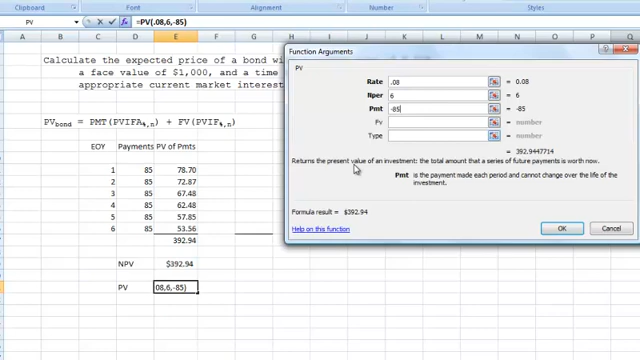 Clipboard Font Alignment Styles
PV =PV(.08,6,-85)
A B C D E F G H Q
Calculate the expected price of a bond wi
a face value of $1,000, and a time
appropriate current market interes
PVbond = PMT(PVIFA%,n) + FV(PVIF%,n)
EOY Payments PV of Pmts
1 85 78.70
2 85 72.87
3 85 67.48
4 85 62.48
5 85 57.85
6 85 53.56
392.94
NPV $392.94
PV 08,6,-85)
Function Arguments
PV
Rate .08 = 0.08
Nper 6 = 6
Pmt -85 = -85
Fv = number
Type = number
= 392.9447714
Returns the present value of an investment: the total amount that a series of future payments is worth now.
Pmt is the payment made each period and cannot change over the life of the
investment.
Formula result = $392.94
Help on this function OK Cancel